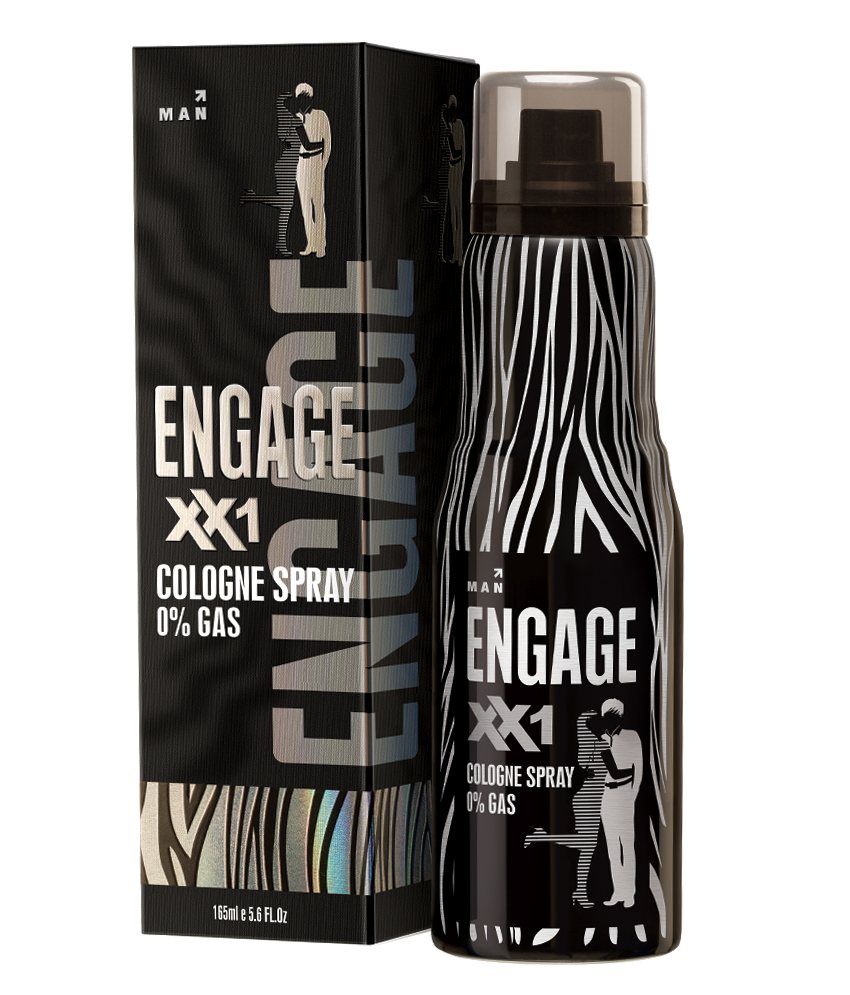 MAN
ENGAGE
XX1
COLOGNE SPRAY
0% GAS
ENGAGE
165ml e 5.6 FL.Oz
MAN
ENGAGE
XX1
COLOGNE SPRAY
0% GAS